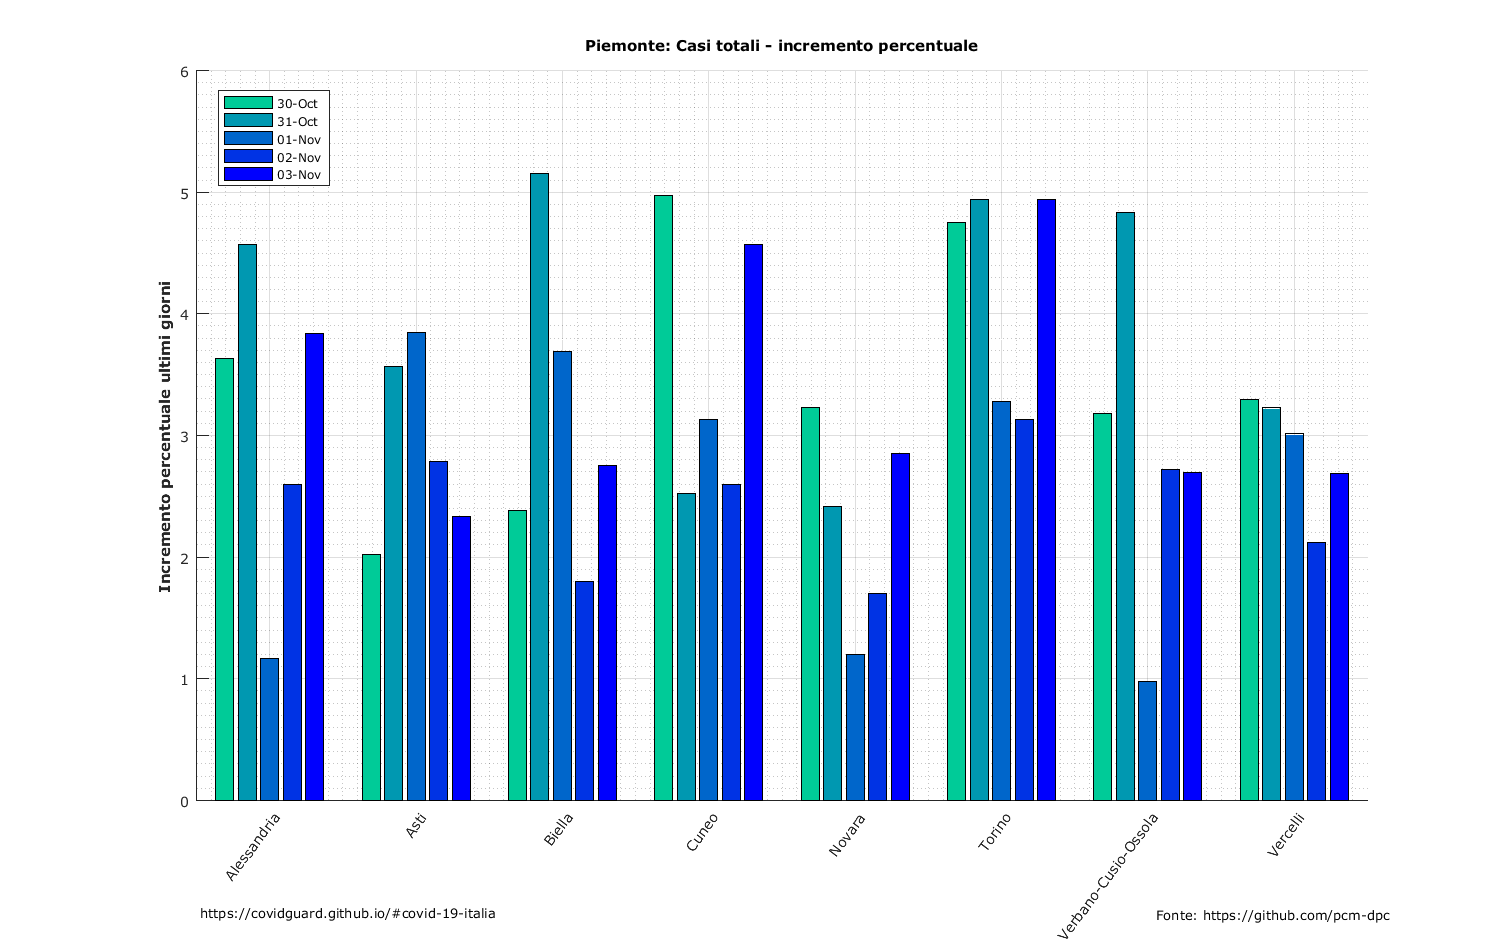 Piemonte: Casi totali - incremento percentuale
Incremento percentuale ultimi giorni
6
5
4
3
2
1
0
30-Oct
31-Oct
01-Nov
02-Nov
03-Nov
Alessandria
Asti
Biella
Cuneo
Novara
Torino
Verbano-Cusio-Ossola
Vercelli
https://covidguard.github.io/#covid-19-italia
Fonte: https://github.com/pcm-dpc